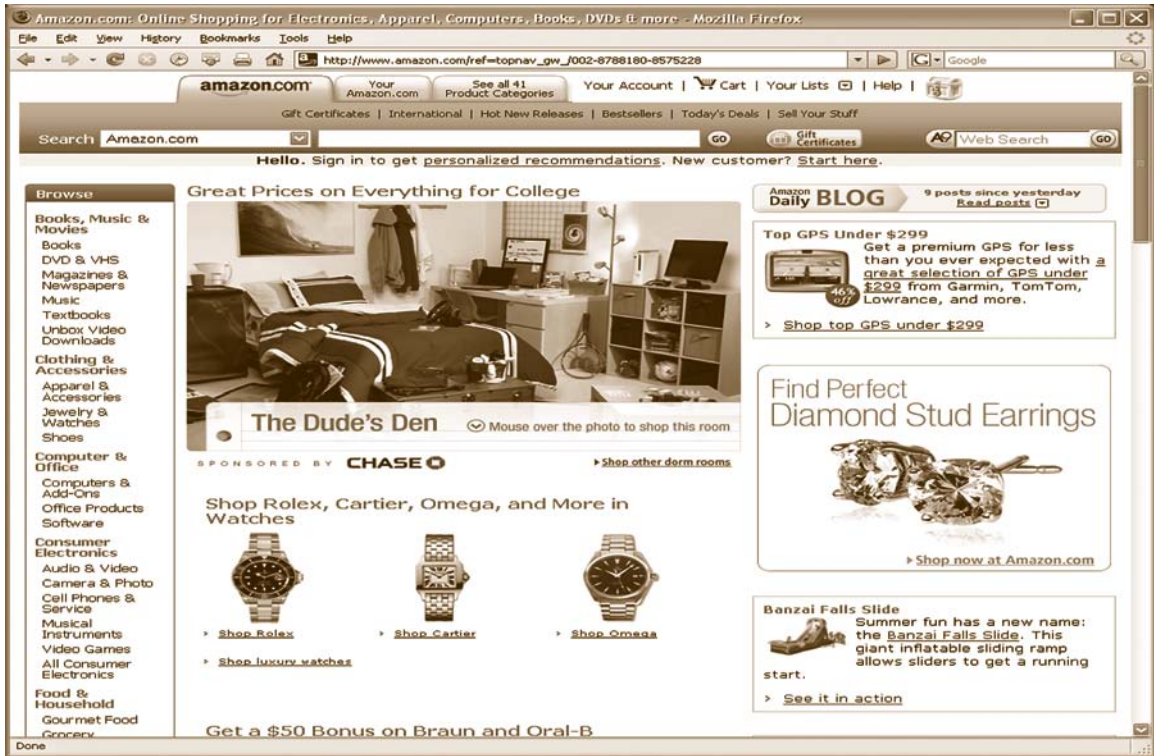 Amazon.com: Online Shopping for Electronics, Apparel, Computers, Books, DVDs & more - Mozilla Firefox
File Edit View History Bookmarks Tools Help
http://www.amazon.com/ref=topnav_gw_/002-8788180-8575228
Google
amazon.com
Your Amazon.com
See all 41 Product Categories
Your Account | Cart | Your Lists | Help |
Gift Certificates | International | Hot New Releases | Bestsellers | Today's Deals | Sell Your Stuff
Search Amazon.com GO Gift Certificates A9 Web Search GO
Hello. Sign in to get personalized recommendations. New customer? Start here.
Browse
Books, Music &
Movies
Books
DVD & VHS
Magazines &
Newspapers
Music
Textbooks
Unbox Video
Downloads
Clothing &
Accessories
Apparel &
Accessories
Jewelry &
Watches
Shoes
Computer &
Office
Computers &
Add-Ons
Office Products
Software
Consumer
Electronics
Audio & Video
Camera & Photo
Cell Phones &
Service
Musical
Instruments
Video Games
All Consumer
Electronics
Food &
Household
Gourmet Food
Grocery
Great Prices on Everything for College
The Dude's Den Mouse over the photo to shop this room
SPONSORED BY CHASE
Shop other dorm rooms
Shop Rolex, Cartier, Omega, and More in
Watches
Shop Rolex
Shop Cartier
Shop Omega
Shop luxury watches
Get a $50 Bonus on Braun and Oral-B
Amazon
Daily BLOG
9 posts since yesterday
Read posts
Top GPS Under $299
Get a premium GPS for less
than you ever expected with a
great selection of GPS under
$299 from Garmin, TomTom,
Lowrance, and more.
46%
off
Shop top GPS under $299
Find Perfect
Diamond Stud Earrings
Shop now at Amazon.com
Banzai Falls Slide
Summer fun has a new name:
the Banzai Falls Slide. This
giant inflatable sliding ramp
allows sliders to get a running
start.
See it in action
Done